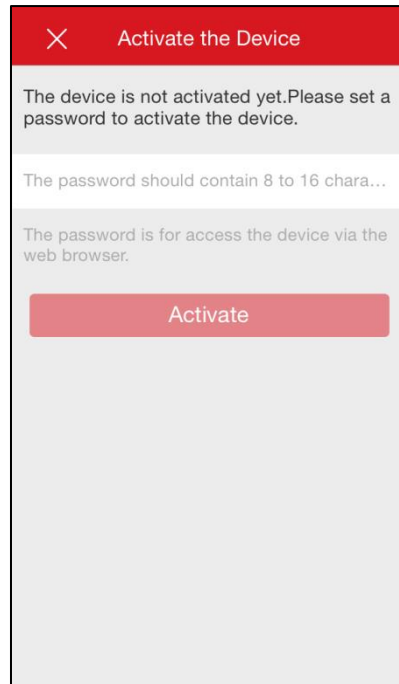 Activate the Device
The device is not activated yet.Please set a
password to activate the device.
The password should contain 8 to 16 chara...
The password is for access the device via the
web browser.
Activate